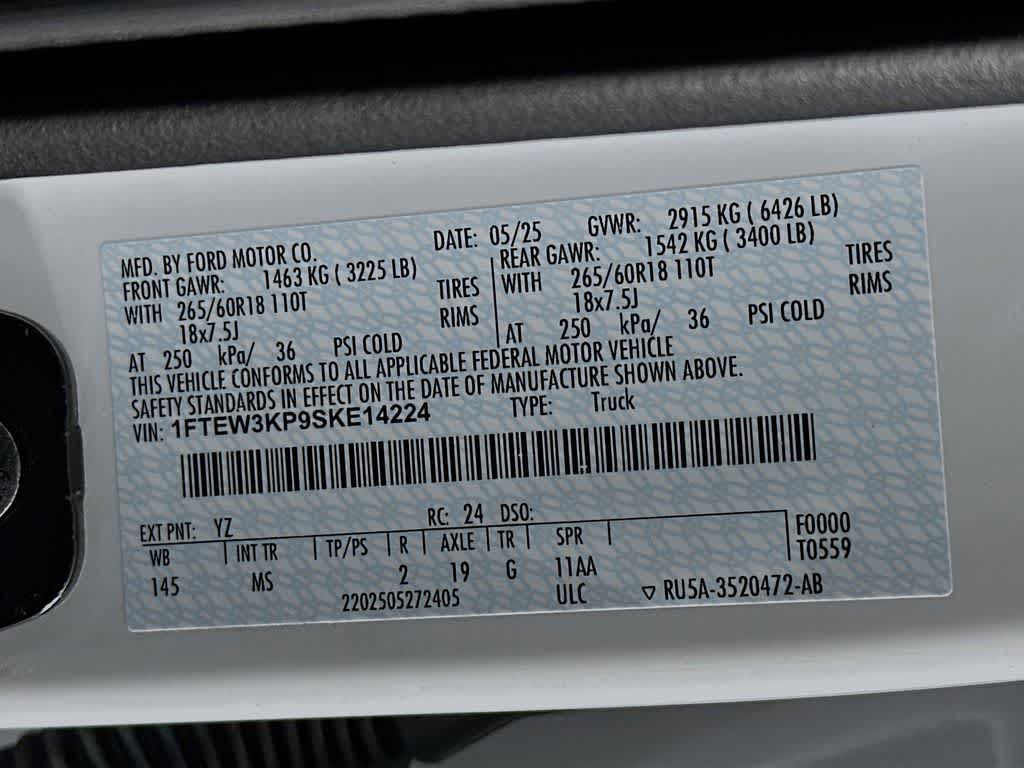 MFD. BY FORD MOTOR CO. DATE: 05/25 GVWR: 2915 KG ( 6426 LB)
FRONT GAWR: 1463 KG ( 3225 LB) REAR GAWR: 1542 KG ( 3400 LB)
WITH 265/60R18 110T TIRES WITH 265/60R18 110T TIRES
18x7.5J RIMS 18x7.5J RIMS
AT 250 kPa/ 36 PSI COLD AT 250 kPa/ 36 PSI COLD
THIS VEHICLE CONFORMS TO ALL APPLICABLE FEDERAL MOTOR VEHICLE
SAFETY STANDARDS IN EFFECT ON THE DATE OF MANUFACTURE SHOWN ABOVE.
VIN: 1FTEW3KP9SKE14224 TYPE: Truck
EXT PNT: YZ RC: 24 DSO: F0000
WB INT TR TP/PS R AXLE TR SPR T0559
145 MS 2 19 G 11AA
2202505272405 ULC ▽ RU5A-3520472-AB